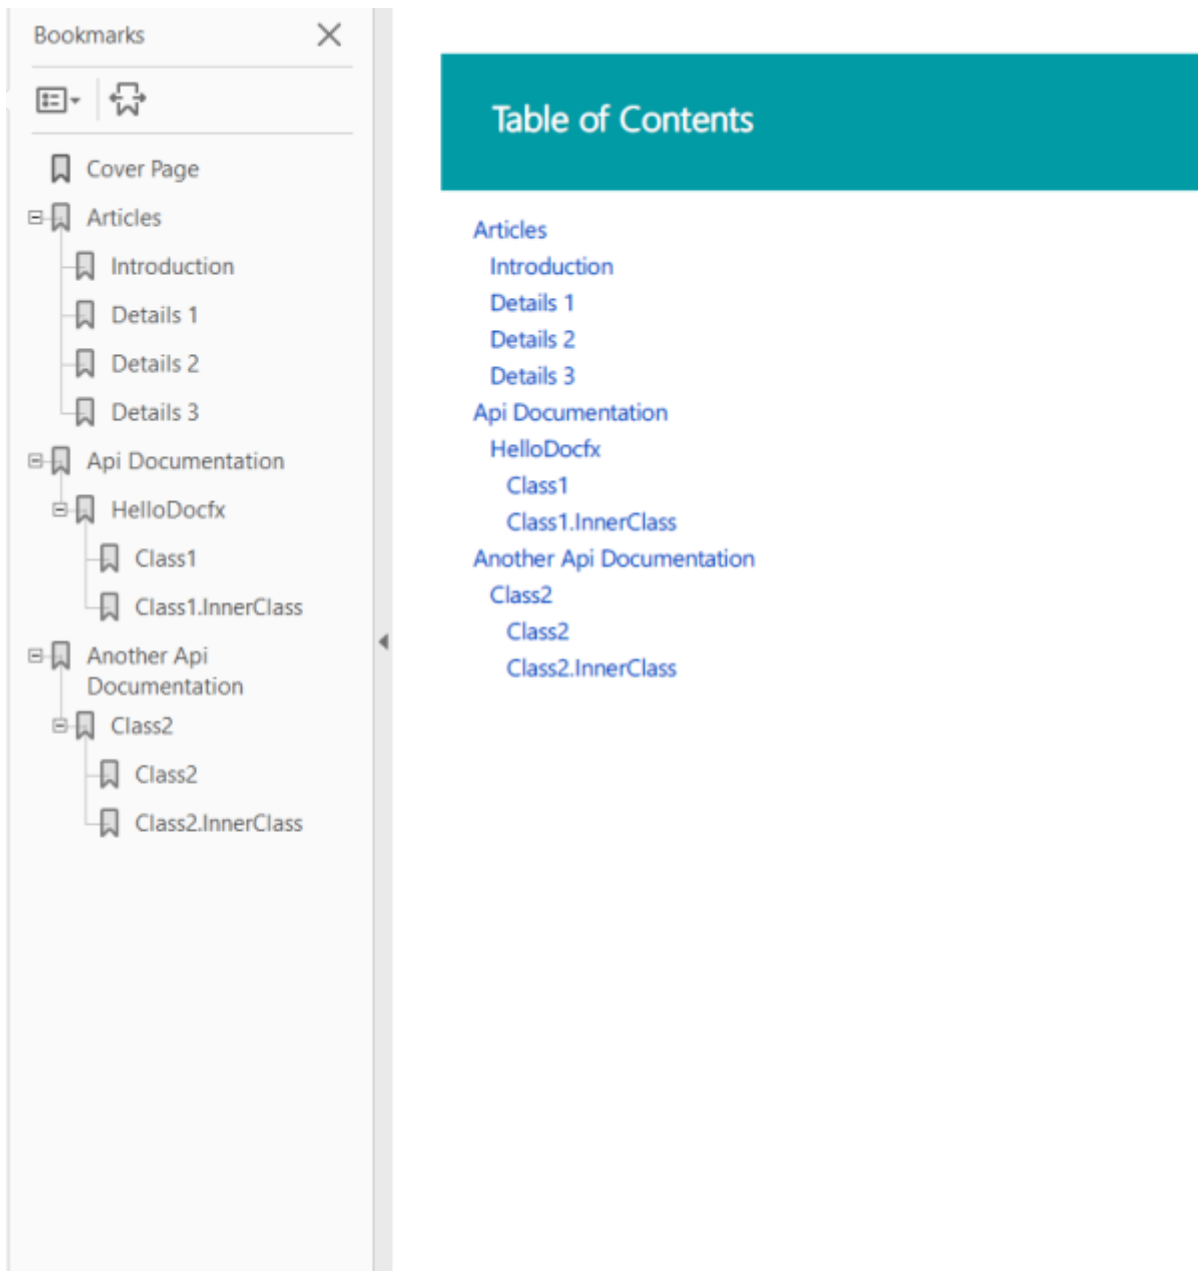 Bookmarks
Cover Page
Articles
Introduction
Details 1
Details 2
Details 3
Api Documentation
HelloDocfx
Class1
Class1.InnerClass
Another Api
Documentation
Class2
Class2
Class2.InnerClass
Table of Contents
Articles
Introduction
Details 1
Details 2
Details 3
Api Documentation
HelloDocfx
Class1
Class1.InnerClass
Another Api Documentation
Class2
Class2
Class2.InnerClass